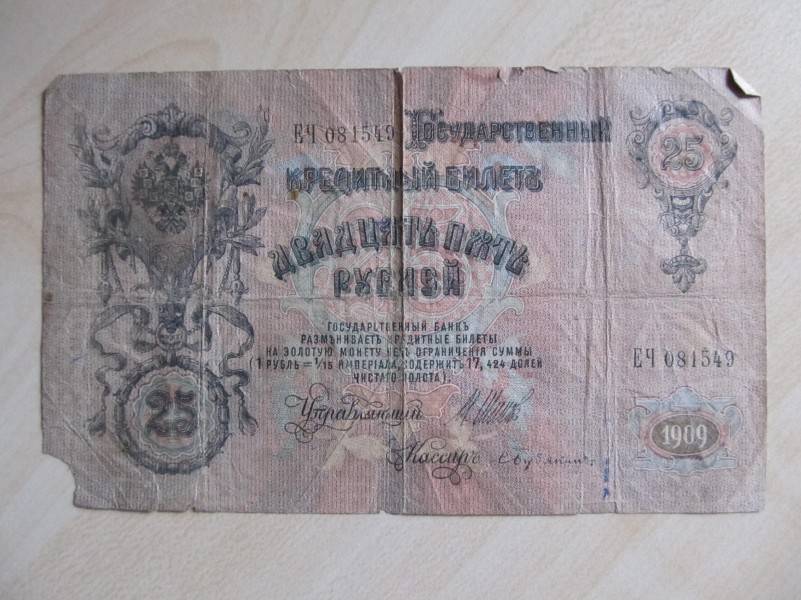 ЕЧ 081549 Государственный
25
Кредитный Билетъ
Двадцать пять
рублей
Государственный банкъ
размѣниваетъ кредитные билеты
на золотую монету безъ ограниченія суммы
(1 рубль = 1/15 имперіала, содержитъ 17,424 долей
чистаго золота).
ЕЧ 081549
25
Управляющій
1909
Кассиръ